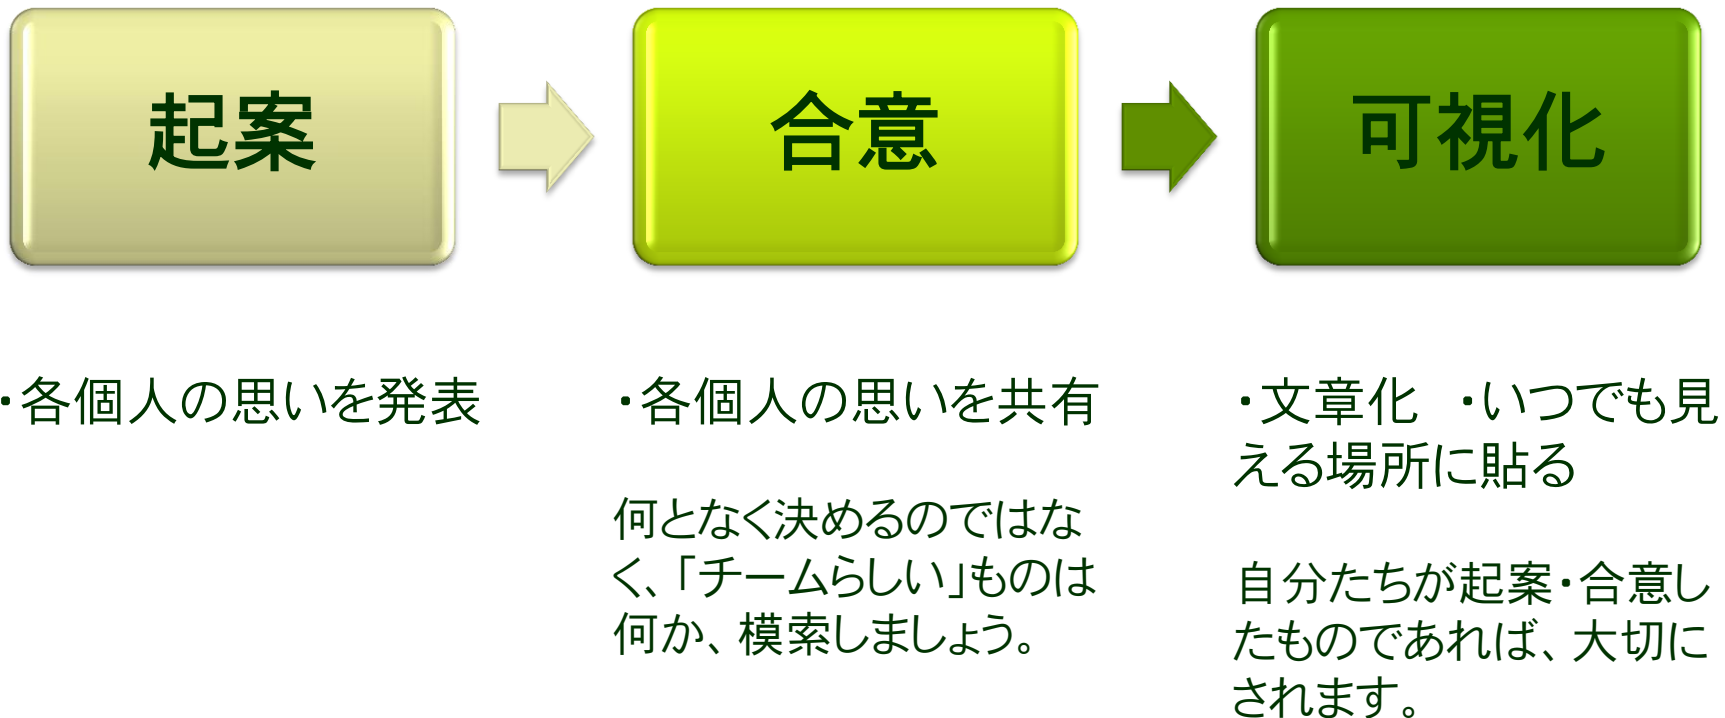 起案
合意
可視化
・各個人の思いを発表
・各個人の思いを共有
何となく決めるのではな
く、「チームらしい」ものは
何か、模索しましょう。
・文章化　・いつでも見
える場所に貼る
自分たちが起案・合意し
たものであれば、大切に
されます。